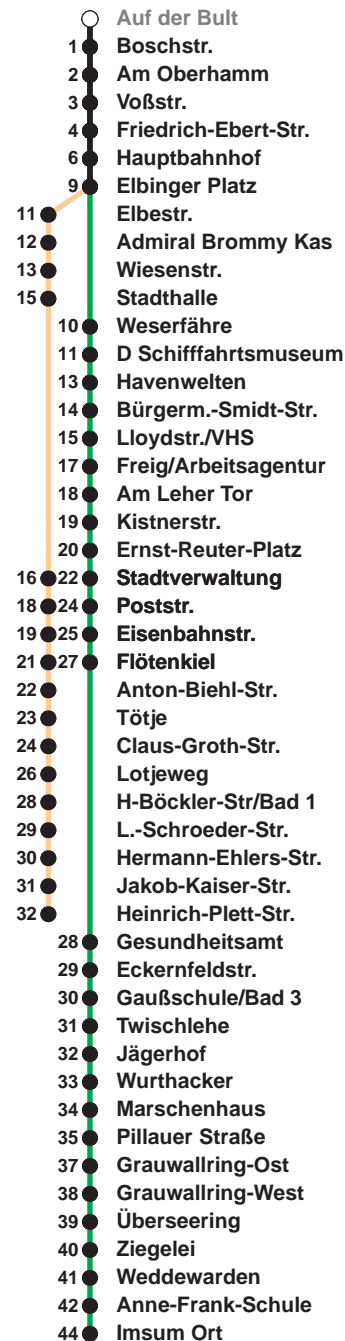 Auf der Bult
1 Boschstr.
2 Am Oberhamm
3 Voßstr.
4 Friedrich-Ebert-Str.
6 Hauptbahnhof
9 Elbinger Platz
11 Elbestr.
12 Admiral Brommy Kas
13 Wiesenstr.
15 Stadthalle
10 Weserfähre
11 D Schifffahrtsmuseum
13 Havenwelten
14 Bürgerm.-Smidt-Str.
15 Lloydstr./VHS
17 Freig/Arbeitsagentur
18 Am Leher Tor
19 Kistnerstr.
20 Ernst-Reuter-Platz
16 22 Stadtverwaltung
18 24 Poststr.
19 25 Eisenbahnstr.
21 27 Flötenkiel
22 Anton-Biehl-Str.
23 Tötje
24 Claus-Groth-Str.
26 Lotjeweg
28 H-Böckler-Str/Bad 1
29 L.-Schroeder-Str.
30 Hermann-Ehlers-Str.
31 Jakob-Kaiser-Str.
32 Heinrich-Plett-Str.
28 Gesundheitsamt
29 Eckernfeldstr.
30 Gaußschule/Bad 3
31 Twischlehe
32 Jägerhof
33 Wurthacker
34 Marschenhaus
35 Pillauer Straße
37 Grauwallring-Ost
38 Grauwallring-West
39 Überseering
40 Ziegelei
41 Weddewarden
42 Anne-Frank-Schule
44 Imsum Ort